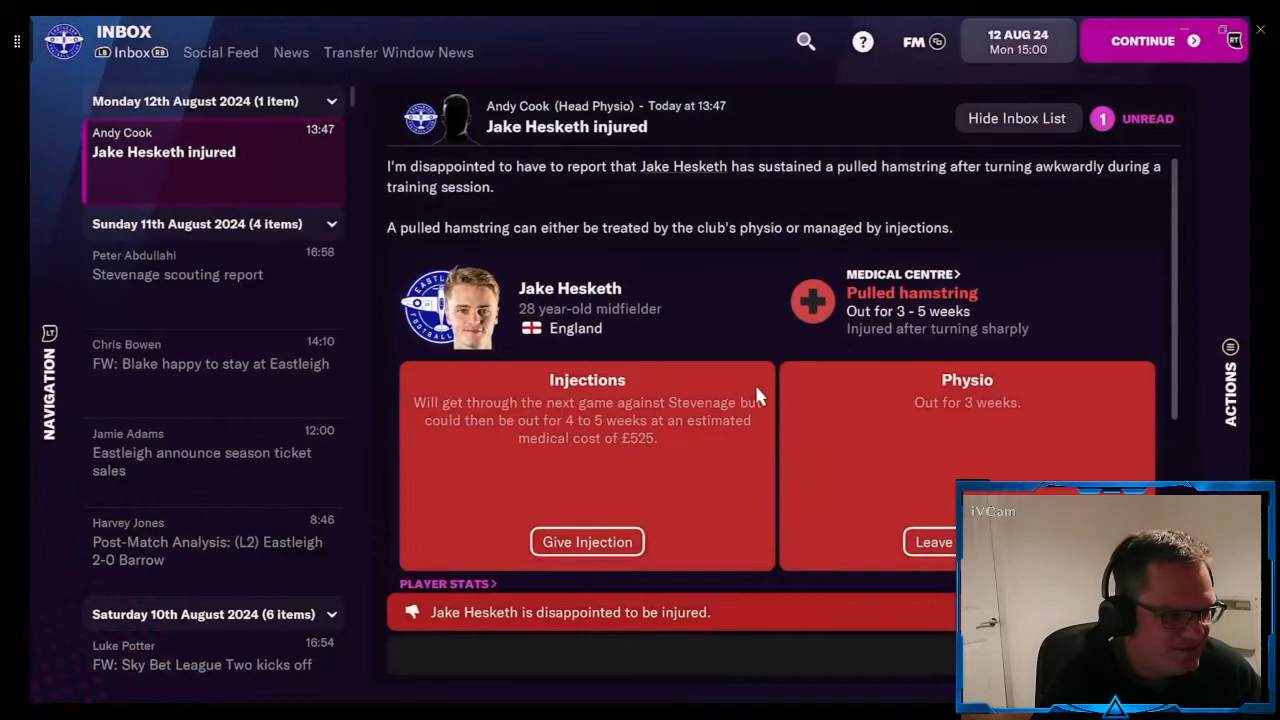 INBOX
LB Inbox RB Social Feed News Transfer Window News
FM
12 AUG 24
Mon 15:00
CONTINUE
RT
Monday 12th August 2024 (1 item)
Andy Cook 13:47
Jake Hesketh injured
Sunday 11th August 2024 (4 items)
Peter Abdullahi 16:58
Stevenage scouting report
Chris Bowen 14:10
FW: Blake happy to stay at Eastleigh
Jamie Adams 12:00
Eastleigh announce season ticket
sales
Harvey Jones 8:46
Post-Match Analysis: (L2) Eastleigh
2-0 Barrow
Saturday 10th August 2024 (6 items)
Luke Potter 16:54
FW: Sky Bet League Two kicks off
LT
NAVIGATION
Andy Cook (Head Physio) - Today at 13:47
Jake Hesketh injured
Hide Inbox List
1 UNREAD
I'm disappointed to have to report that Jake Hesketh has sustained a pulled hamstring after turning awkwardly during a
training session.
A pulled hamstring can either be treated by the club's physio or managed by injections.
Jake Hesketh
28 year-old midfielder
England
MEDICAL CENTRE>
Pulled hamstring
Out for 3 - 5 weeks
Injured after turning sharply
Injections
Will get through the next game against Stevenage but
could then be out for 4 to 5 weeks at an estimated
medical cost of £525.
Give Injection
Physio
Out for 3 weeks.
Leave
PLAYER STATS>
Jake Hesketh is disappointed to be injured.
ACTIONS
iVCam